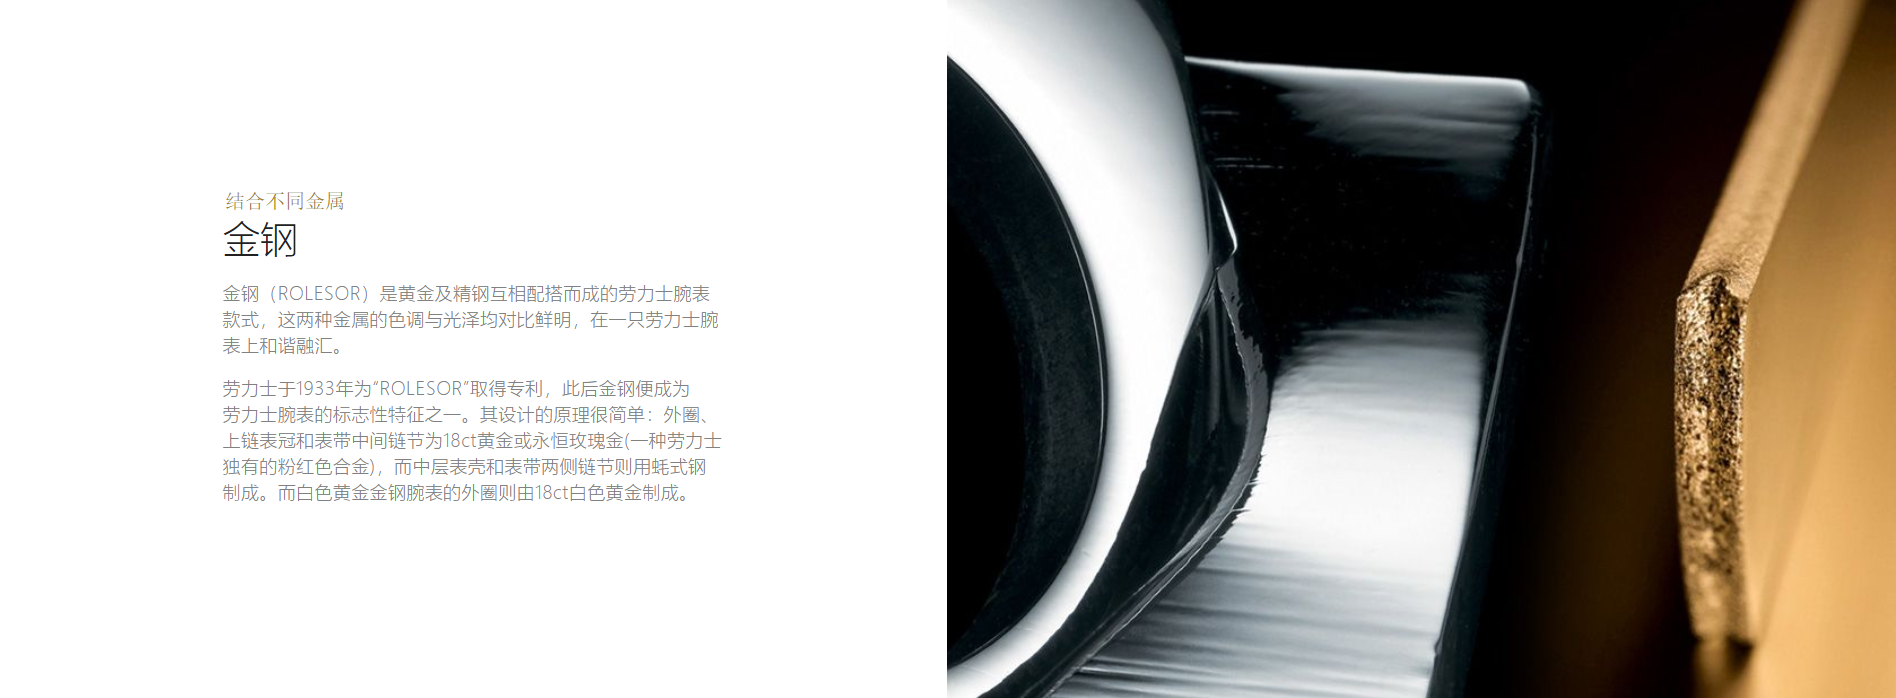 结合不同金属
金钢
金钢（ROLESOR）是黄金及精钢互相配搭而成的劳力士腕表
款式，这两种金属的色调与光泽均对比鲜明，在一只劳力士腕
表上和谐融汇。
劳力士于1933年为“ROLESOR”取得专利，此后金钢便成为
劳力士腕表的标志性特征之一。其设计的原理很简单：外圈、
上链表冠和表带中间链节为18ct黄金或永恒玫瑰金(一种劳力士
独有的粉红色合金)，而中层表壳和表带两侧链节则用蚝式钢
制成。而白色黄金金钢腕表的外圈则由18ct白色黄金制成。